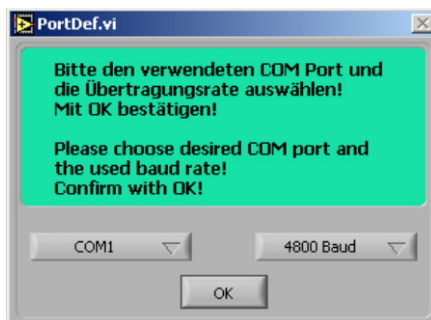 PortDef.vi
Bitte den verwendeten COM Port und
die Übertragungsrate auswählen!
Mit OK bestätigen!
Please choose desired COM port and
the used baud rate!
Confirm with OK!
COM1 4800 Baud
OK